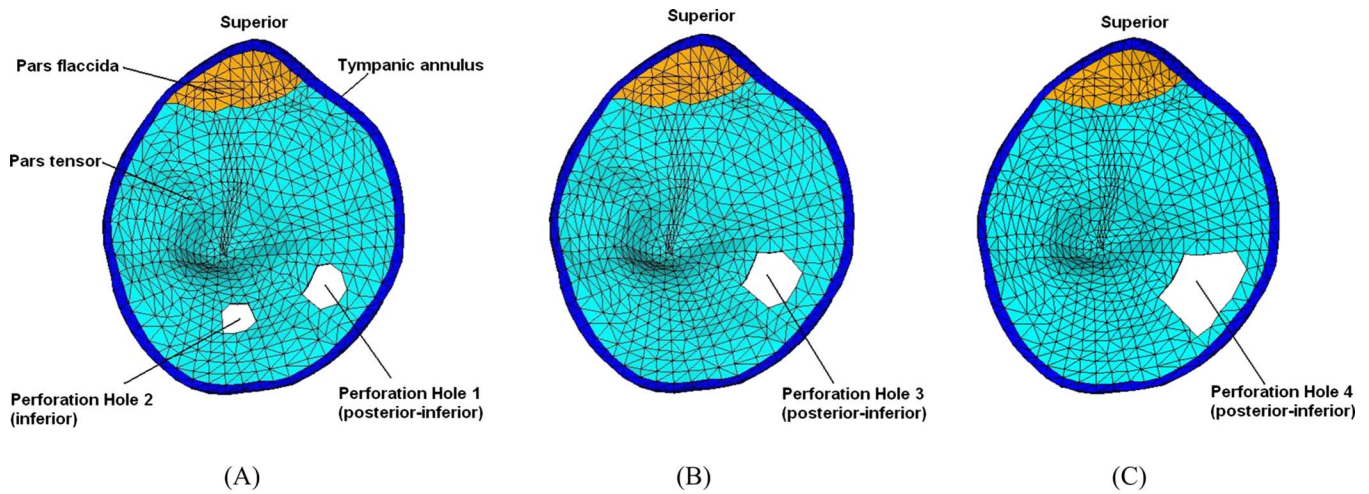 Superior
Pars flaccida
Tympanic annulus
Pars tensor
Perforation Hole 2
(inferior)
Perforation Hole 1
(posterior-inferior)
(A)
Superior
Perforation Hole 3
(posterior-inferior)
(B)
Superior
Perforation Hole 4
(posterior-inferior)
(C)